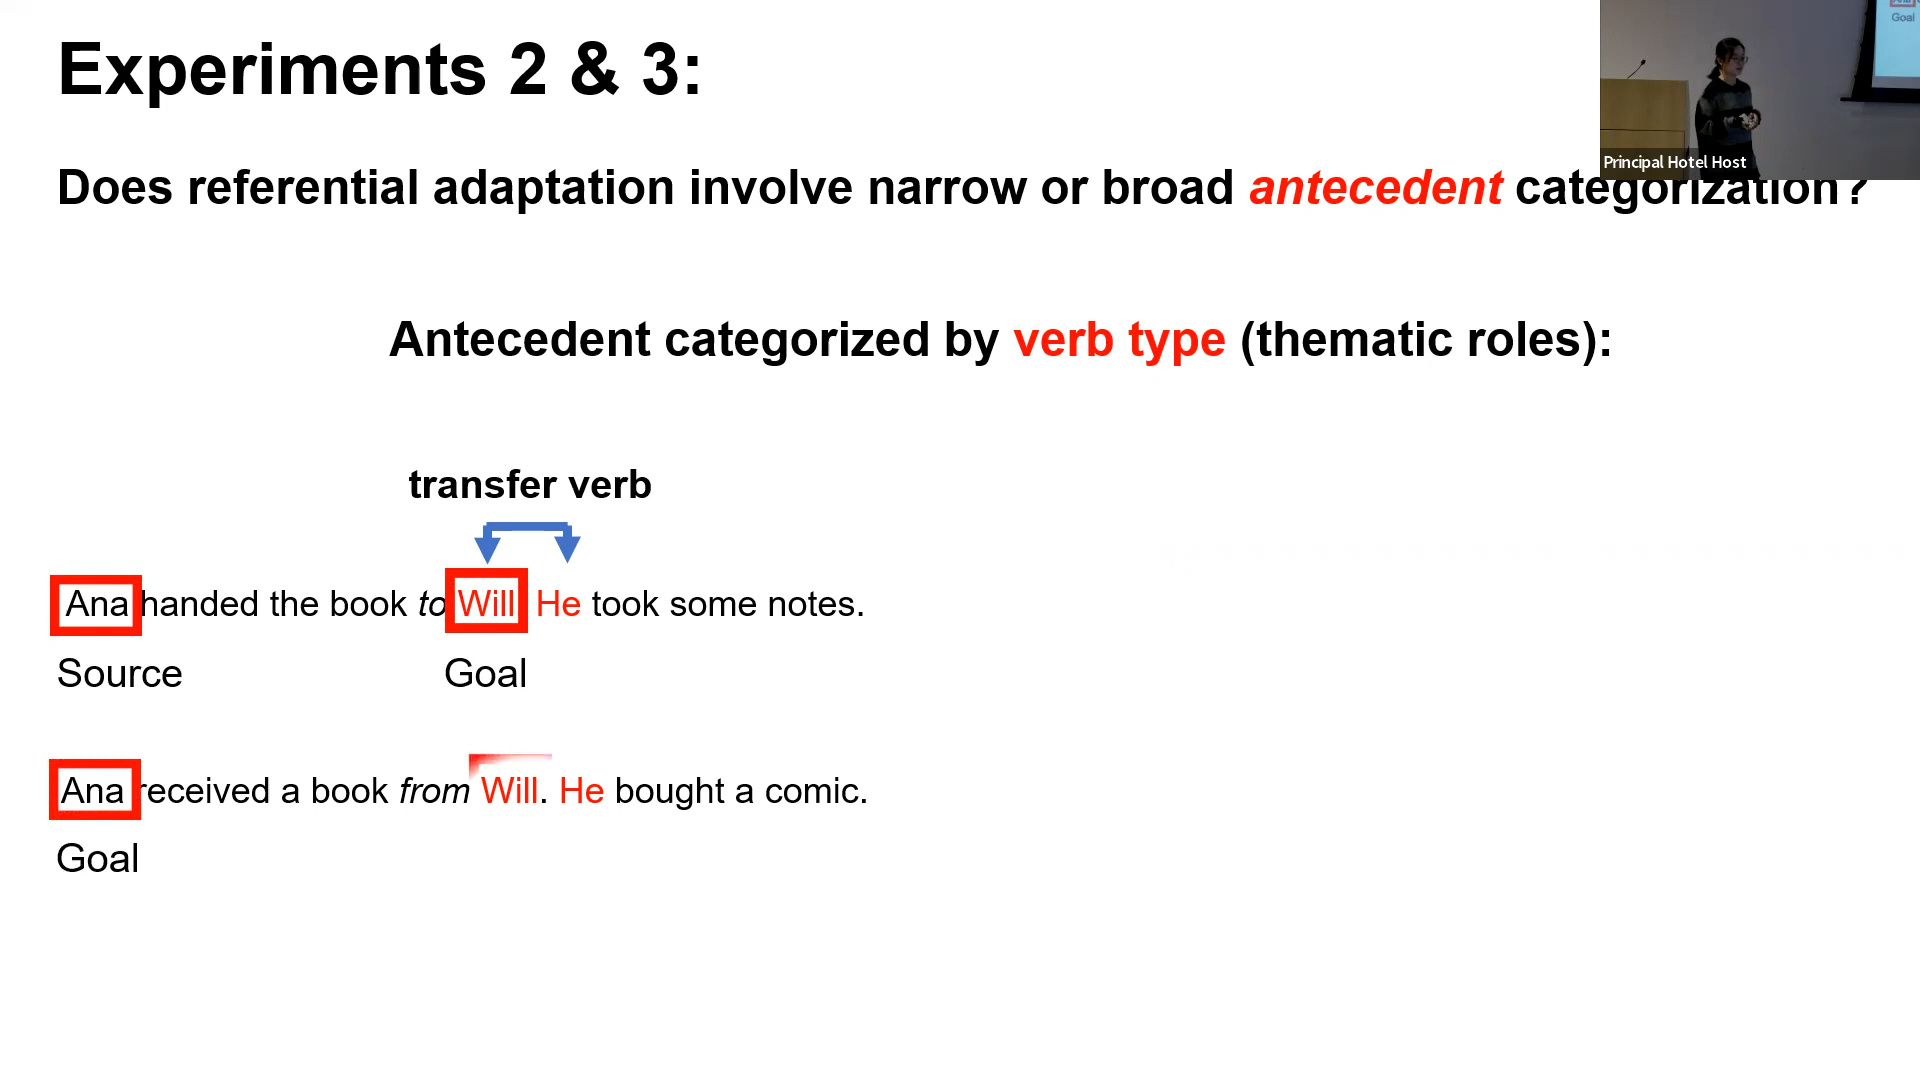 Experiments 2 & 3:
Does referential adaptation involve narrow or broad antecedent categorization?
Antecedent categorized by verb type (thematic roles):
transfer verb
Ana handed the book to Will He took some notes.
Source Goal
Ana received a book from Will. He bought a comic.
Goal
Goal
Principal Hotel Host